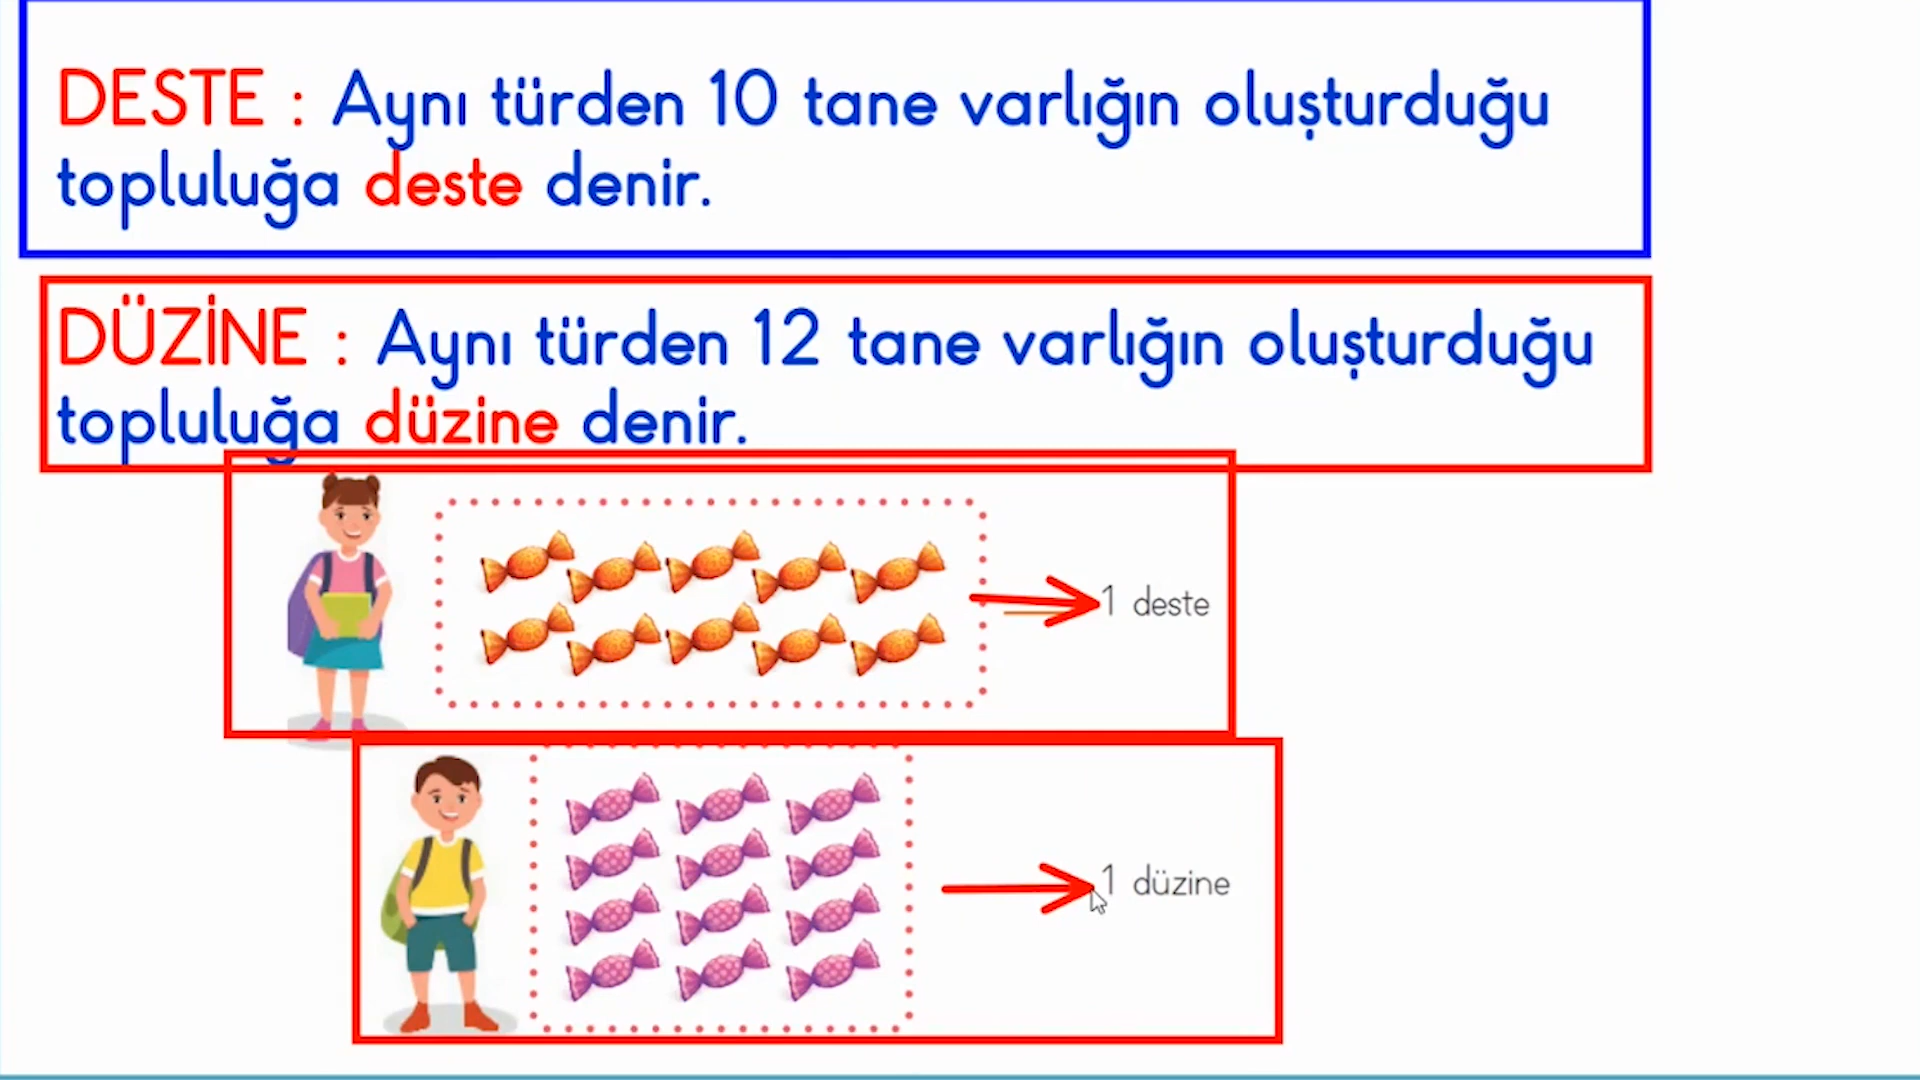 DESTE : Aynı türden 10 tane varlığın oluşturduğu
topluluğa deste denir.
DÜZİNE : Aynı türden 12 tane varlığın oluşturduğu
topluluğa düzine denir.
1 deste
1 düzine